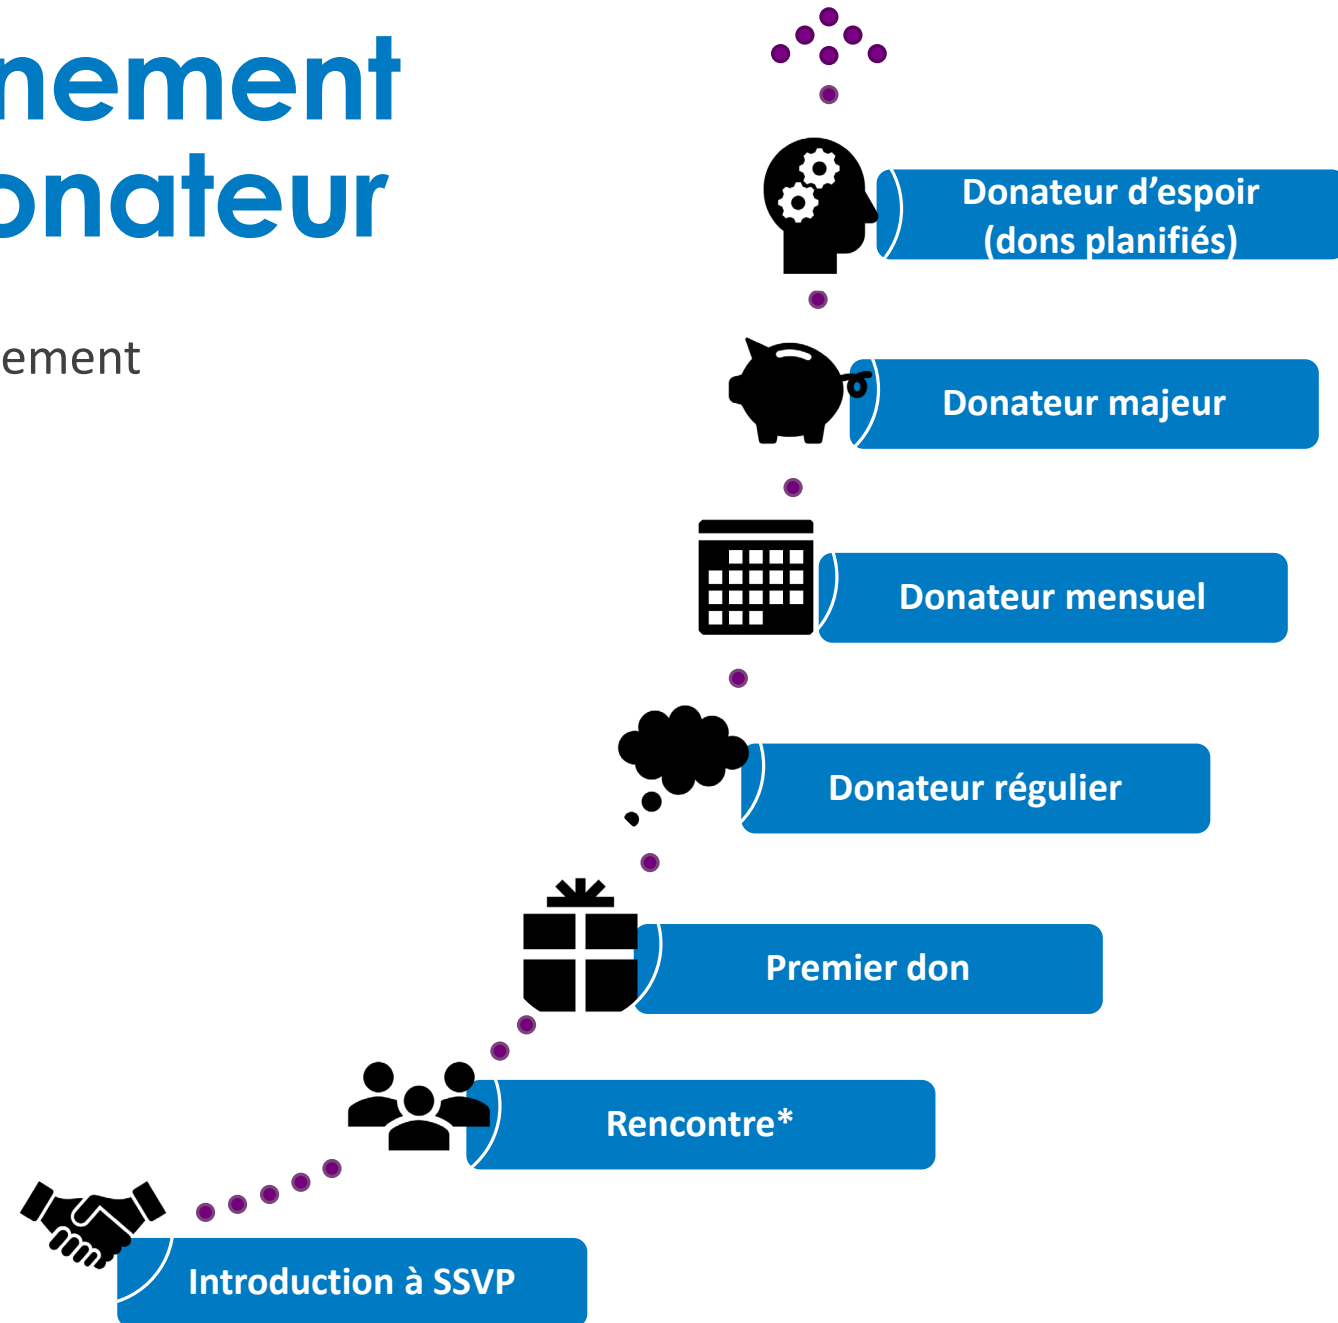 nement
onateur
ement
Donateur d’espoir
(dons planifiés)
Donateur majeur
Donateur mensuel
Donateur régulier
Premier don
Rencontre*
Introduction à SSVP